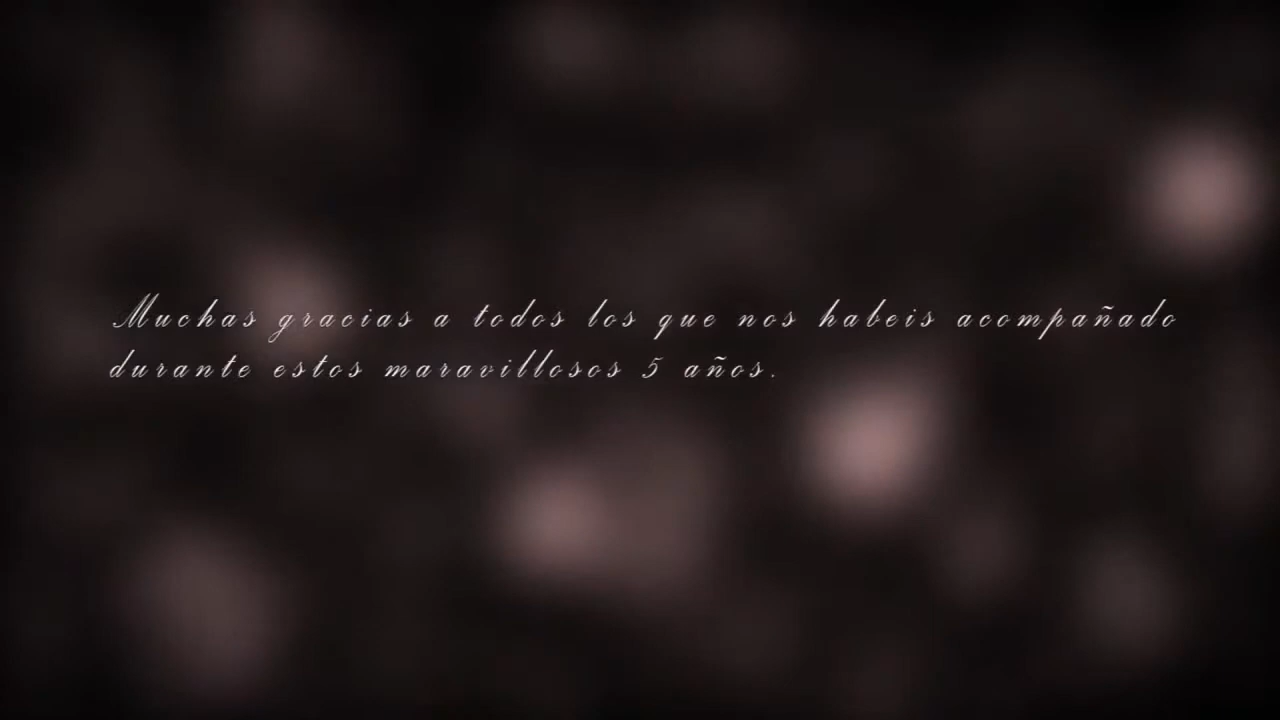 Muchas gracias a todos los que nos habeis acompañado
durante estos maravillosos 5 años.